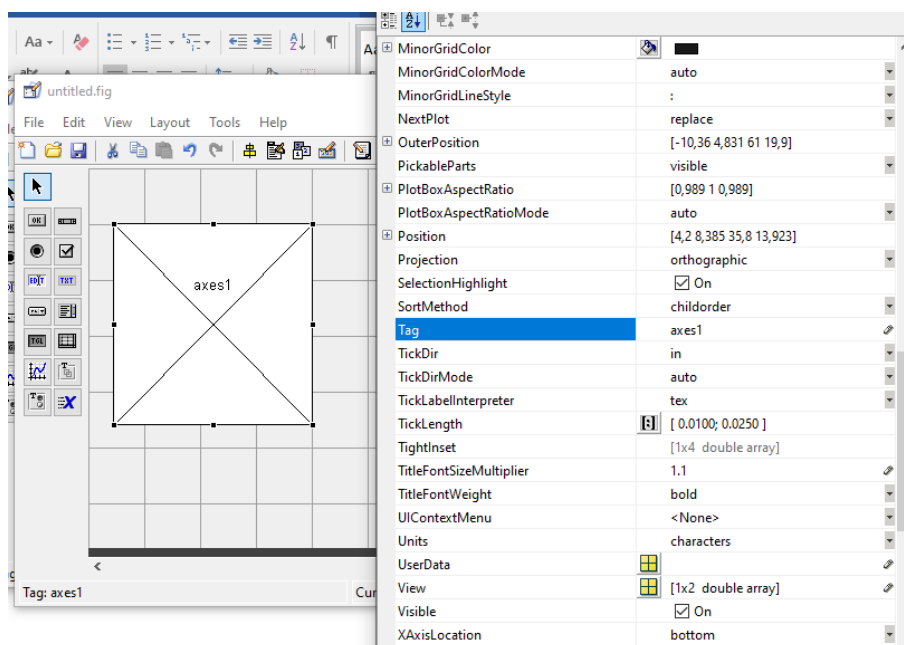 Aa
untitled.fig
File Edit View Layout Tools Help
OK
EDIT TXT
TGL
axes1
Tag: axes1
Cur
MinorGridColor
MinorGridColorMode auto
MinorGridLineStyle :
NextPlot replace
OuterPosition [-10,36 4,831 61 19,9]
PickableParts visible
PlotBoxAspectRatio [0,989 1 0,989]
PlotBoxAspectRatioMode auto
Position [4,2 8,385 35,8 13,923]
Projection orthographic
SelectionHighlight On
SortMethod childorder
Tag axes1
TickDir in
TickDirMode auto
TickLabelInterpreter tex
TickLength [ 0.0100; 0.0250 ]
TightInset [1x4 double array]
TitleFontSizeMultiplier 1.1
TitleFontWeight bold
UIContextMenu <None>
Units characters
UserData
View [1x2 double array]
Visible On
XAxisLocation bottom